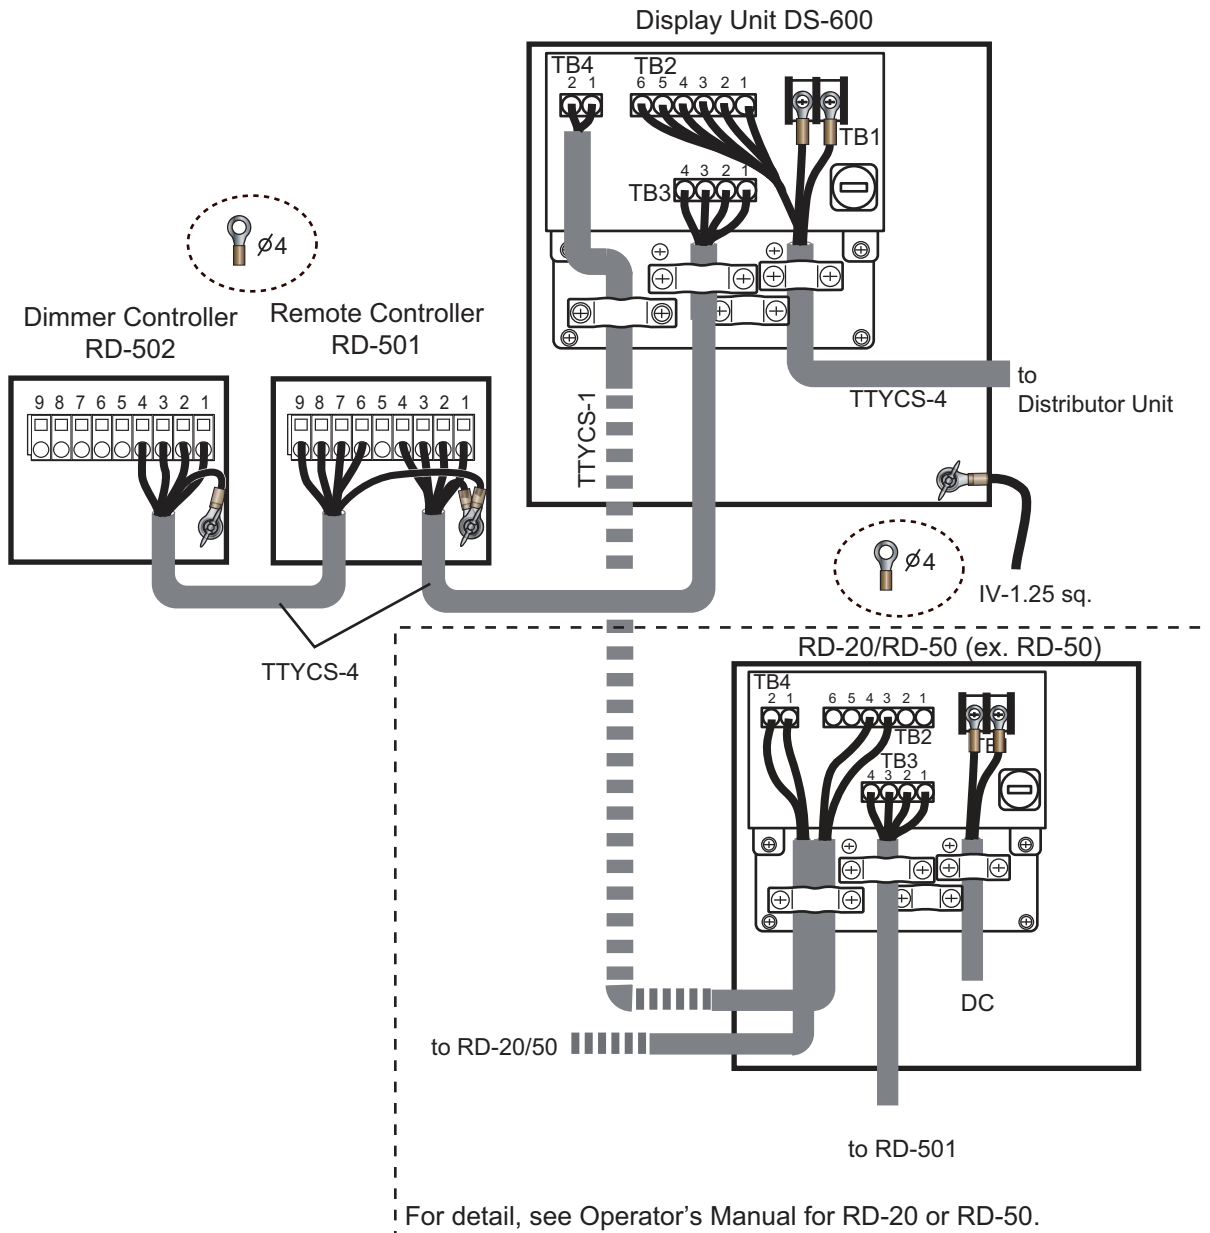 Display Unit DS-600
TB4
TB2
2 1
6 5 4 3 2 1
TB1
4 3 2 1
TB3
ø4
Dimmer Controller
RD-502
Remote Controller
RD-501
9 8 7 6 5 4 3 2 1
9 8 7 6 5 4 3 2 1
TTYCS-1
TTYCS-4
to
Distributor Unit
ø4
IV-1.25 sq.
TTYCS-4
RD-20/RD-50 (ex. RD-50)
TB4
2 1
6 5 4 3 2 1
TB2
TB3
4 3 2 1
DC
to RD-20/50
to RD-501
For detail, see Operator’s Manual for RD-20 or RD-50.